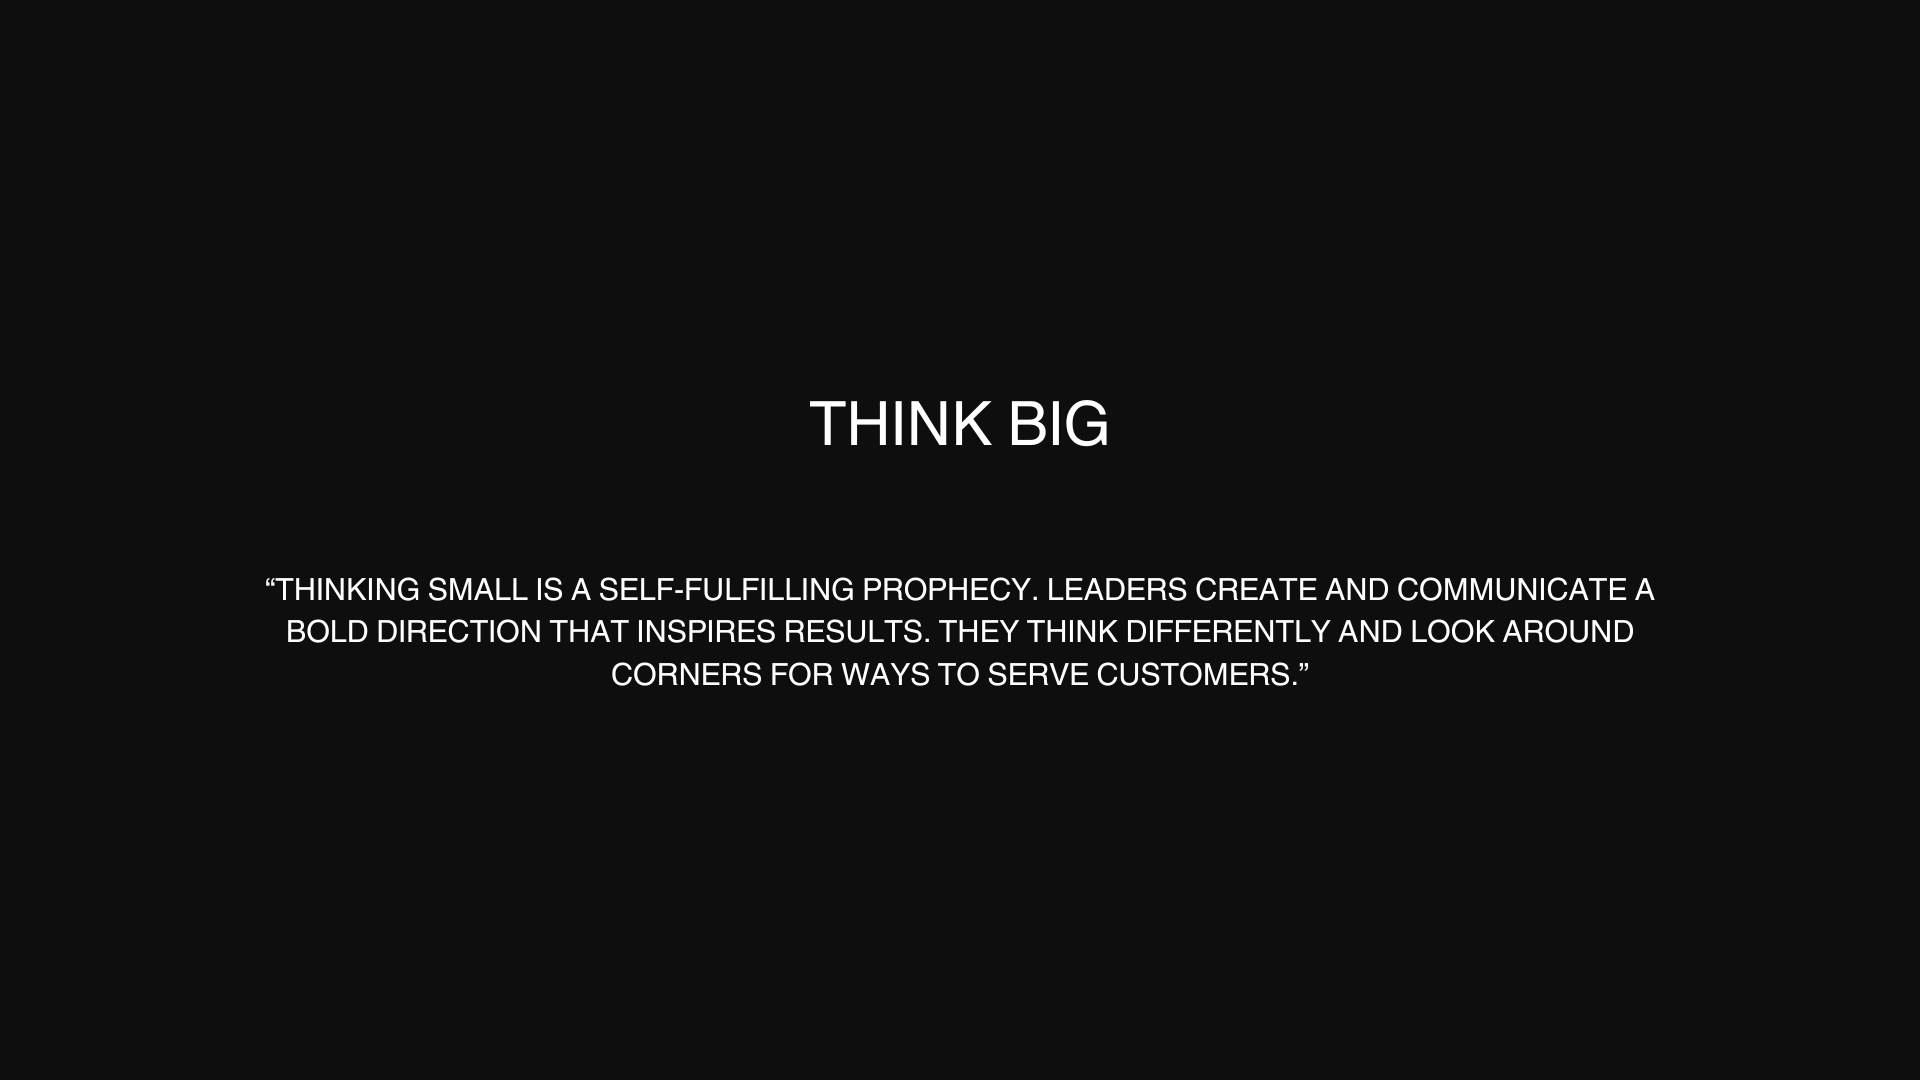 THINK BIG
“THINKING SMALL IS A SELF-FULFILLING PROPHECY. LEADERS CREATE AND COMMUNICATE A
BOLD DIRECTION THAT INSPIRES RESULTS. THEY THINK DIFFERENTLY AND LOOK AROUND
CORNERS FOR WAYS TO SERVE CUSTOMERS.”